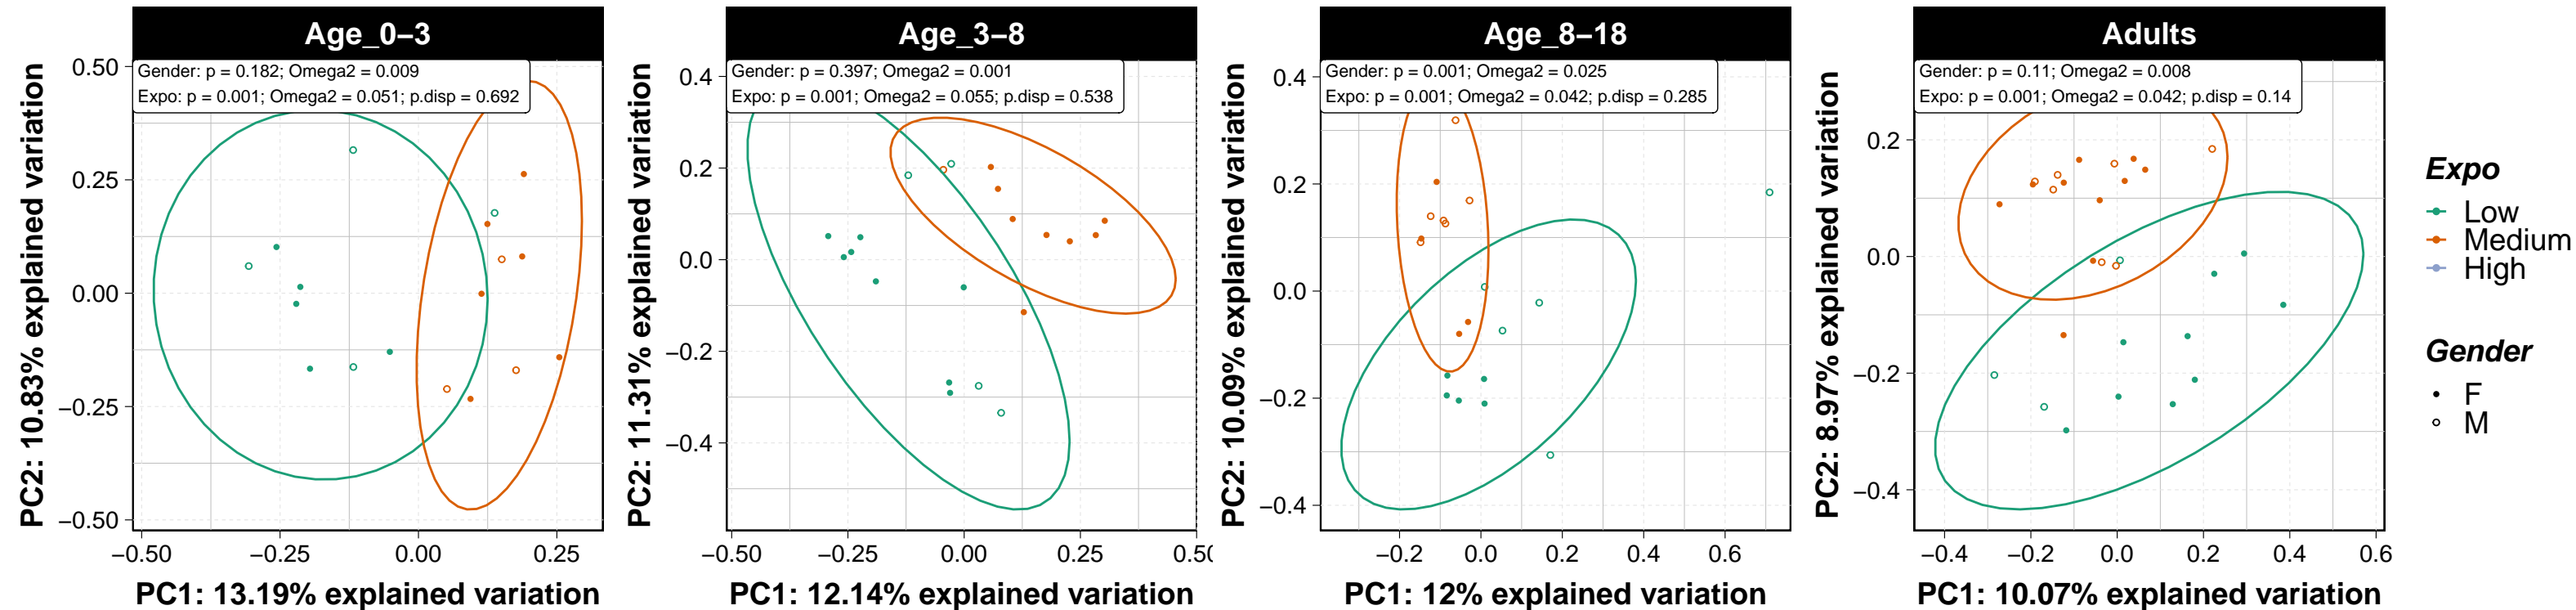 Age_0–3
Gender: p = 0.182; Omega2 = 0.009
Expo: p = 0.001; Omega2 = 0.051; p.disp = 0.692
PC2: 10.83% explained variation
0.50
0.25
0.00
−0.25
−0.50
−0.50 −0.25 0.00 0.25
PC1: 13.19% explained variation
Age_3–8
Gender: p = 0.397; Omega2 = 0.001
Expo: p = 0.001; Omega2 = 0.055; p.disp = 0.538
PC2: 11.31% explained variation
0.4
0.2
0.0
−0.2
−0.4
−0.50 −0.25 0.00 0.25 0.50
PC1: 12.14% explained variation
Age_8–18
Gender: p = 0.001; Omega2 = 0.025
Expo: p = 0.001; Omega2 = 0.042; p.disp = 0.285
PC2: 10.09% explained variation
0.4
0.2
0.0
−0.2
−0.4
−0.2 0.0 0.2 0.4 0.6
PC1: 12% explained variation
Adults
Gender: p = 0.11; Omega2 = 0.008
Expo: p = 0.001; Omega2 = 0.042; p.disp = 0.14
PC2: 8.97% explained variation
0.2
0.0
−0.2
−0.4
−0.4 −0.2 0.0 0.2 0.4 0.6
PC1: 10.07% explained variation
Expo
Low
Medium
High
Gender
F
M